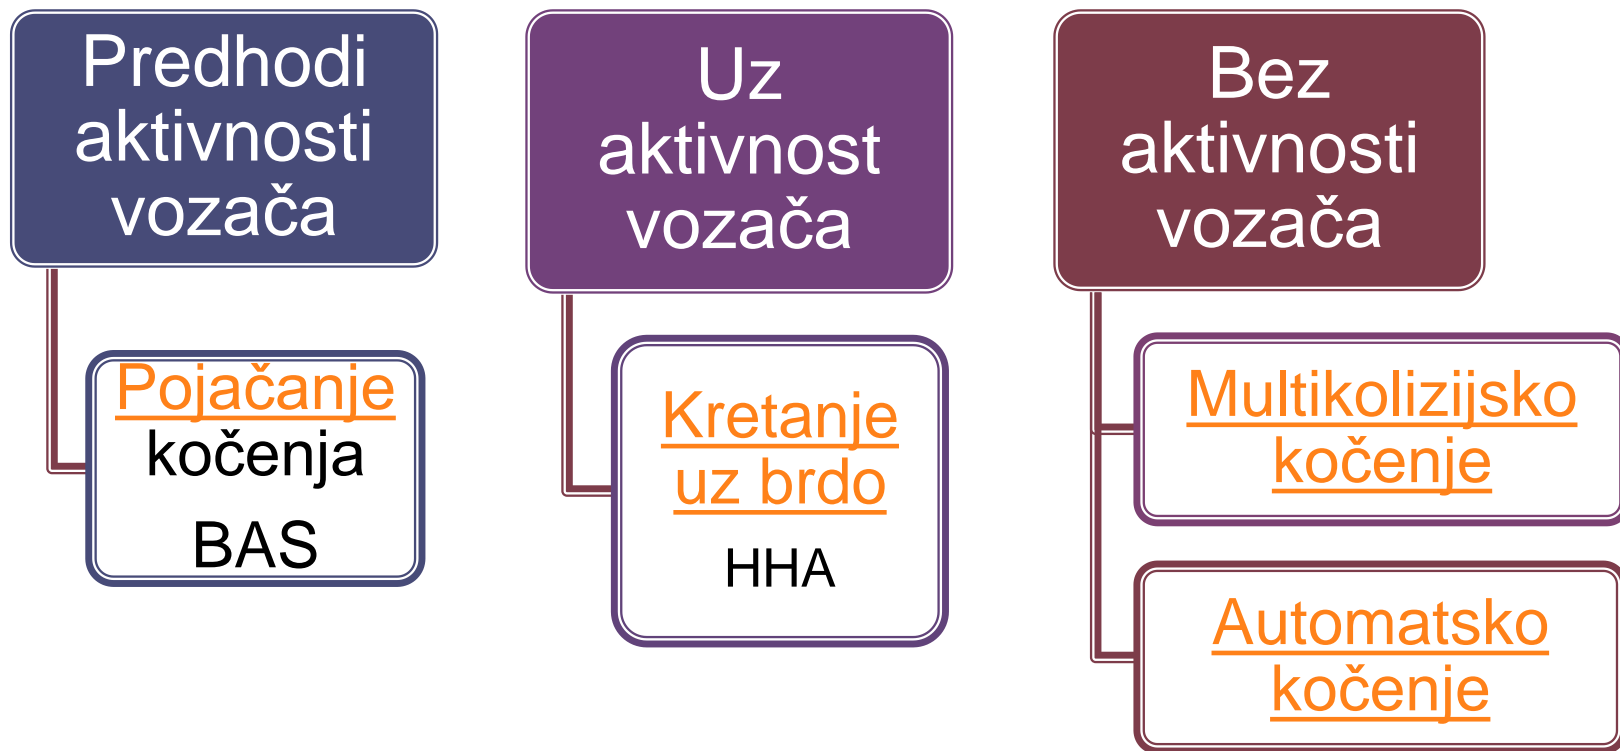 Predhodi
aktivnosti
vozača
Pojačanje
kočenja
BAS
Uz
aktivnost
vozača
Kretanje
uz brdo
HHA
Bez
aktivnosti
vozača
Multikolizijsko
kočenje
Automatsko
kočenje